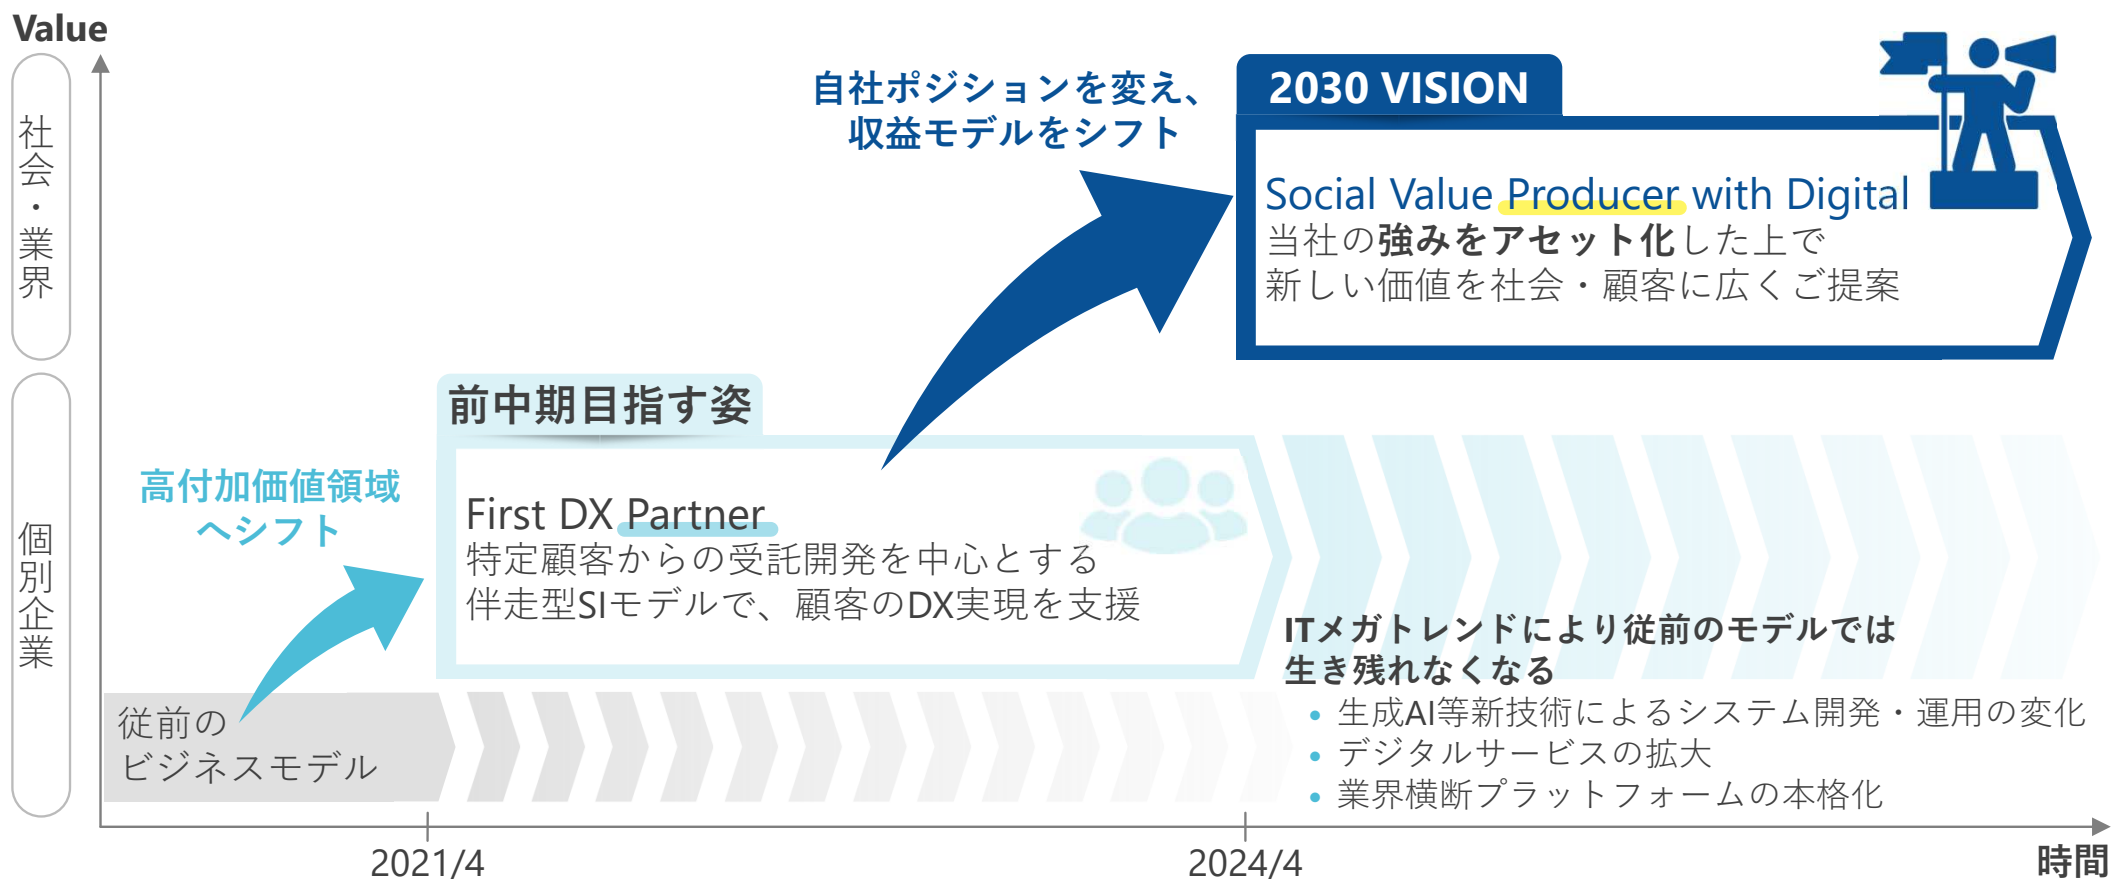 Value
社会・業界
個別企業
自社ポジションを変え、
収益モデルをシフト
2030 VISION
Social Value Producer with Digital
当社の強みをアセット化した上で
新しい価値を社会・顧客に広くご提案
前中期目指す姿
高付加価値領域
へシフト
First DX Partner
特定顧客からの受託開発を中心とする
伴走型SIモデルで、顧客のDX実現を支援
従前の
ビジネスモデル
ITメガトレンドにより従前のモデルでは
生き残れなくなる
• 生成AI等新技術によるシステム開発・運用の変化
• デジタルサービスの拡大
• 業界横断プラットフォームの本格化
2021/4
2024/4
時間